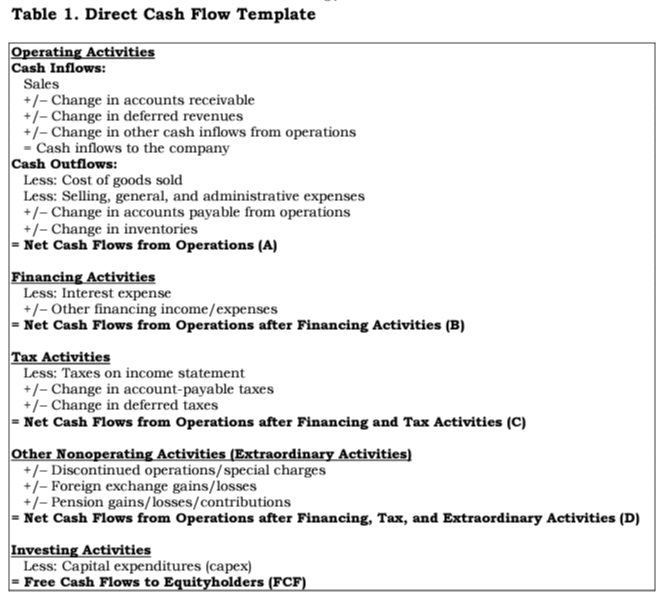 Table 1. Direct Cash Flow Template
Operating Activities
Cash Inflows:
Sales
+/– Change in accounts receivable
+/– Change in deferred revenues
+/– Change in other cash inflows from operations
= Cash inflows to the company
Cash Outflows:
Less: Cost of goods sold
Less: Selling, general, and administrative expenses
+/– Change in accounts payable from operations
+/– Change in inventories
= Net Cash Flows from Operations (A)
Financing Activities
Less: Interest expense
+/– Other financing income/expenses
= Net Cash Flows from Operations after Financing Activities (B)
Tax Activities
Less: Taxes on income statement
+/– Change in account-payable taxes
+/– Change in deferred taxes
= Net Cash Flows from Operations after Financing and Tax Activities (C)
Other Nonoperating Activities (Extraordinary Activities)
+/– Discontinued operations/special charges
+/– Foreign exchange gains/losses
+/– Pension gains/losses/contributions
= Net Cash Flows from Operations after Financing, Tax, and Extraordinary Activities (D)
Investing Activities
Less: Capital expenditures (capex)
= Free Cash Flows to Equityholders (FCF)